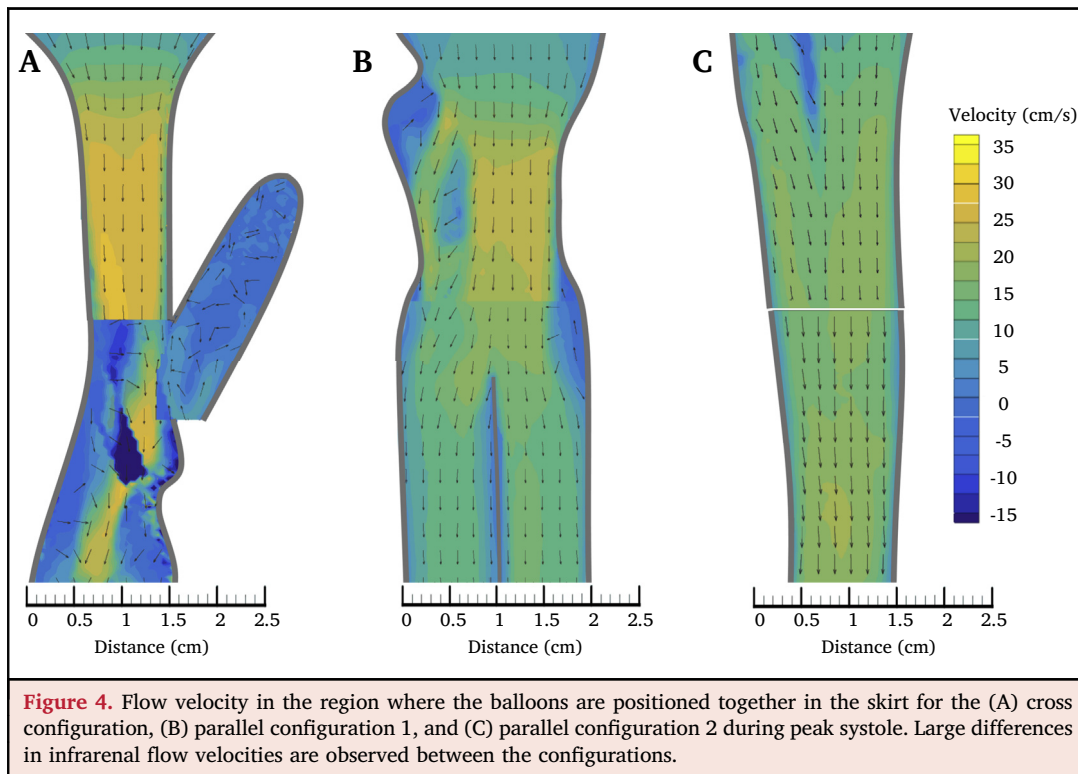 A
B
C
Velocity (cm/s)
35
30
25
20
15
10
5
0
-5
-10
-15
0 0.5 1 1.5 2 2.5
Distance (cm)
0 0.5 1 1.5 2 2.5
Distance (cm)
0 0.5 1 1.5 2 2.5
Distance (cm)
Figure 4. Flow velocity in the region where the balloons are positioned together in the skirt for the (A) cross
configuration, (B) parallel configuration 1, and (C) parallel configuration 2 during peak systole. Large differences
in infrarenal flow velocities are observed between the configurations.